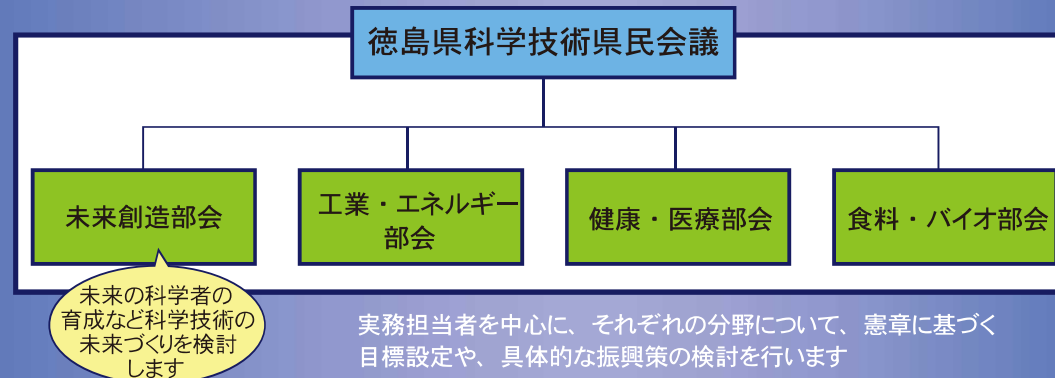 徳島県科学技術県民会議
未来創造部会
工業・エネルギー
部会
健康・医療部会
食料・バイオ部会
未来の科学者の
育成など科学技術の
未来づくりを検討
します
実務担当者を中心に、それぞれの分野について、憲章に基づく
目標設定や、具体的な振興策の検討を行います